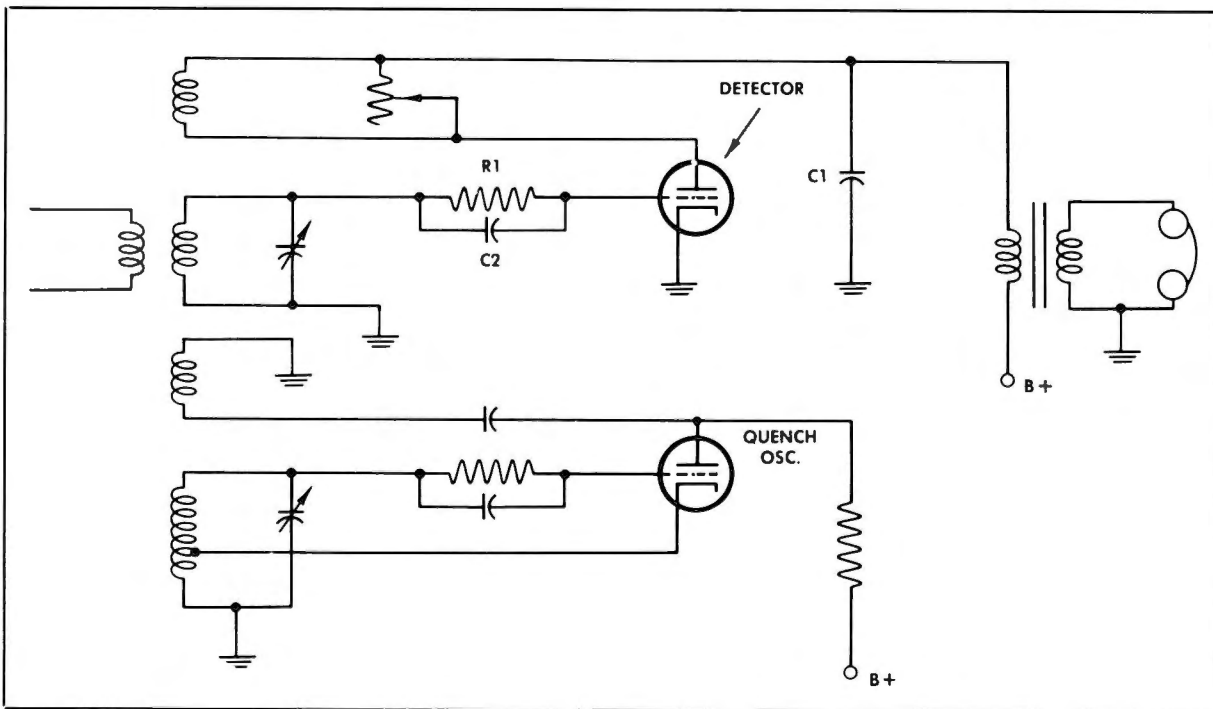 DETECTOR
R1
C1
C2
B+
QUENCH
OSC.
B+